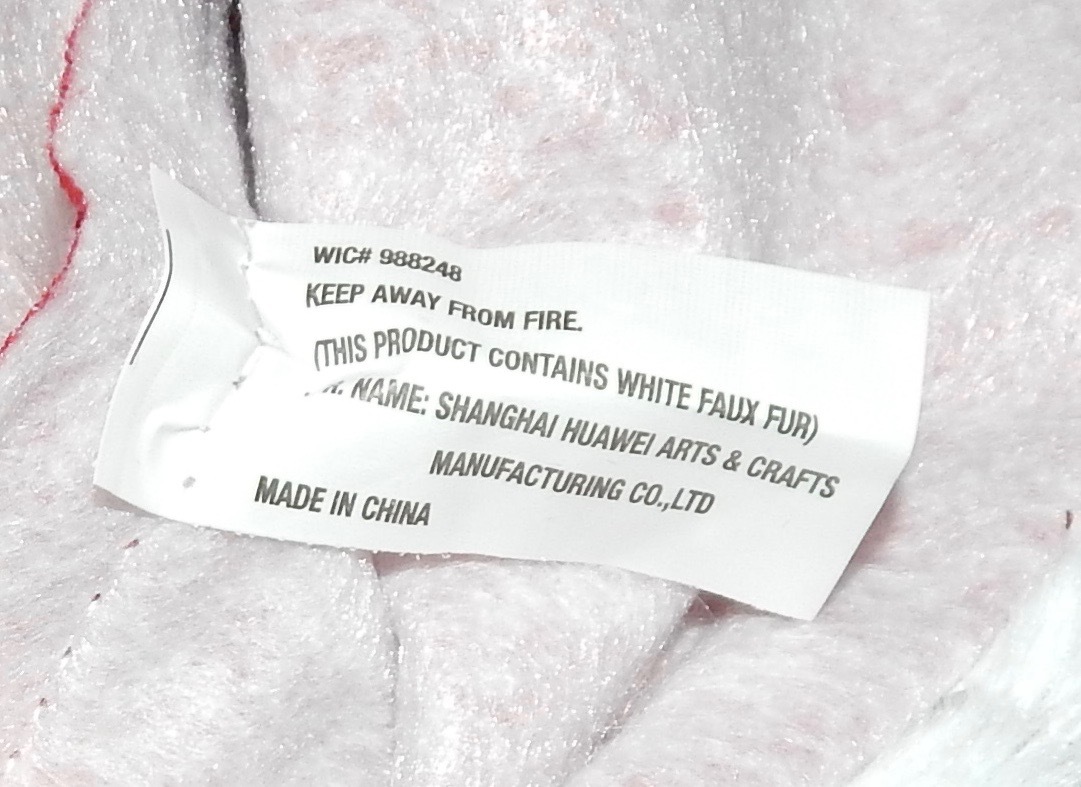 WIC# 988248
KEEP AWAY FROM FIRE.
(THIS PRODUCT CONTAINS WHITE FAUX FUR)
NAME: SHANGHAI HUAWEI ARTS & CRAFTS
MANUFACTURING CO.,LTD
MADE IN CHINA